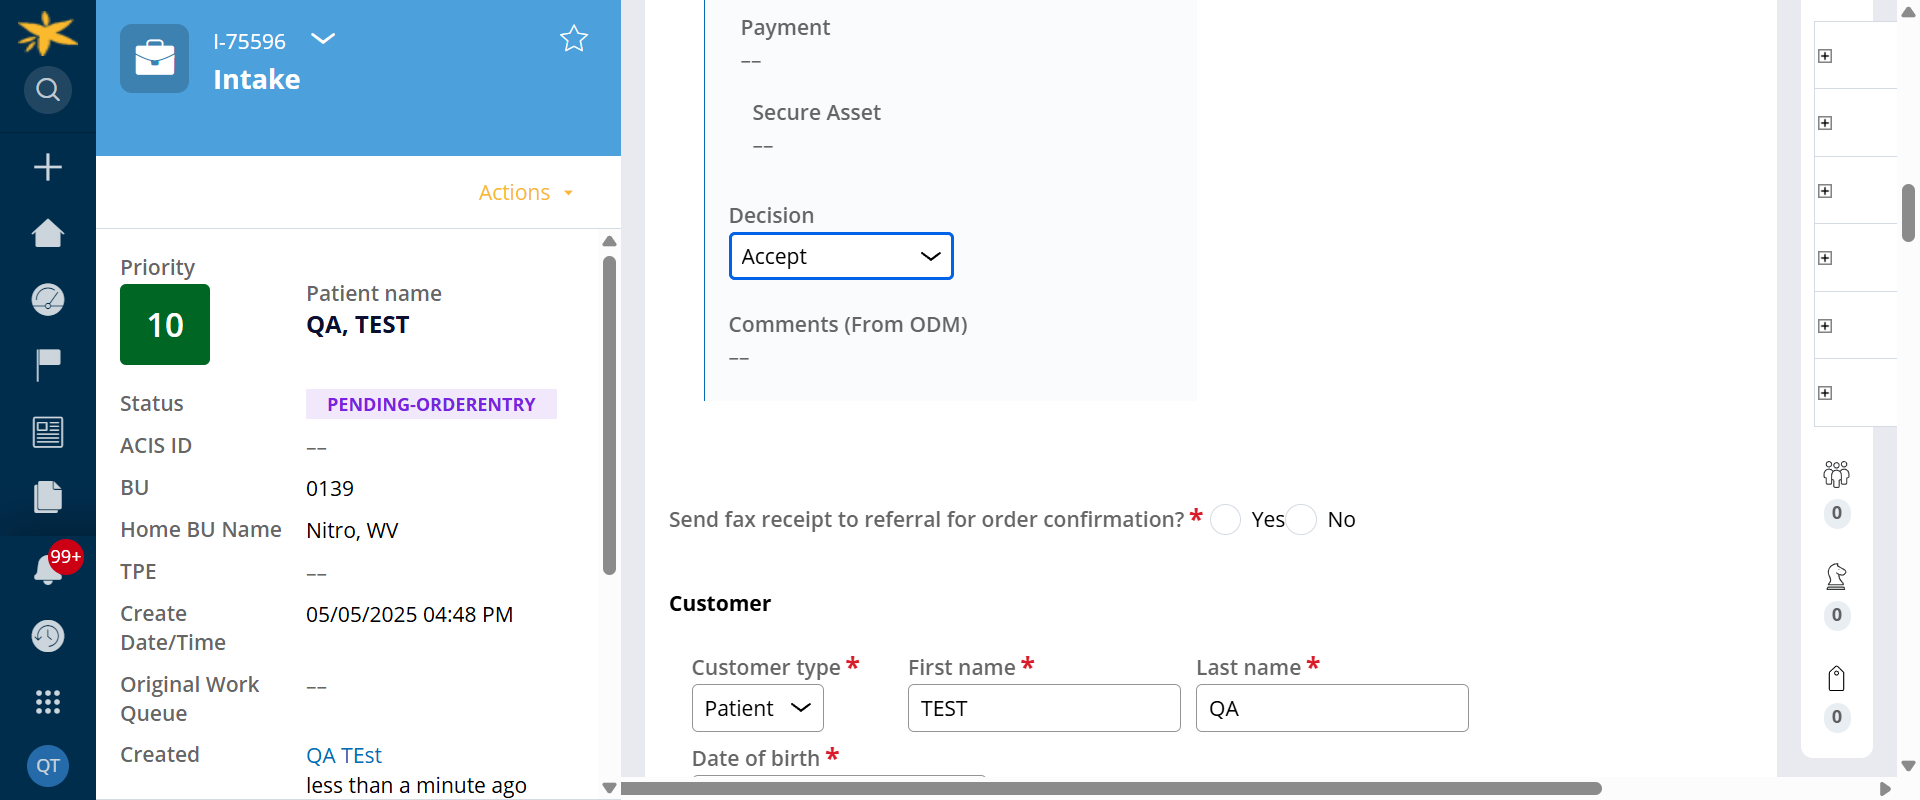 I-75596
Intake
Actions
Priority
10
Patient name
QA, TEST
Status
PENDING-ORDERENTRY
ACIS ID
––
BU
0139
Home BU Name
Nitro, WV
TPE
––
Create
Date/Time
05/05/2025 04:48 PM
Original Work
Queue
––
Created
QA TEst
less than a minute ago
99+
QT
Payment
––
Secure Asset
––
Decision
Accept
Comments (From ODM)
––
Send fax receipt to referral for order confirmation? * Yes No
Customer
Customer type *
First name *
Last name *
Patient
TEST
QA
Date of birth *
0
0
0